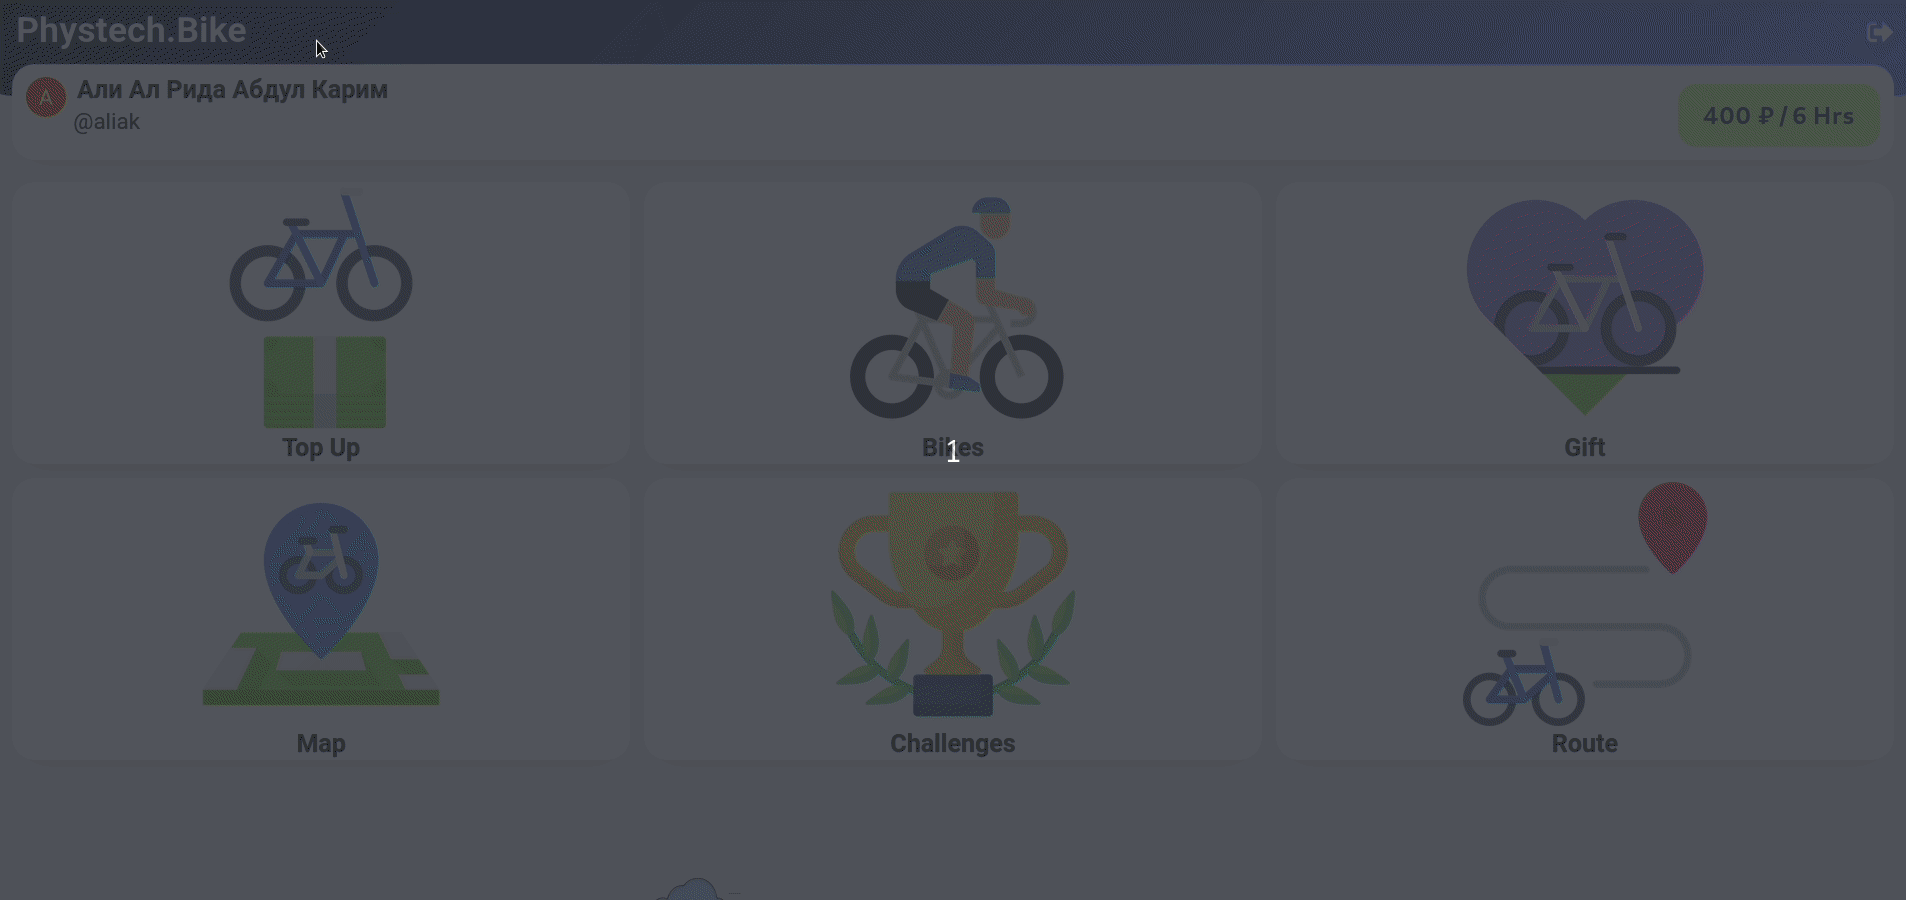 Phystech.Bike
А
Али Ал Рида Абдул Карим
@aliak
400 ₽ / 6 Hrs
Top Up
Bikes
1
Gift
Map
Challenges
Route